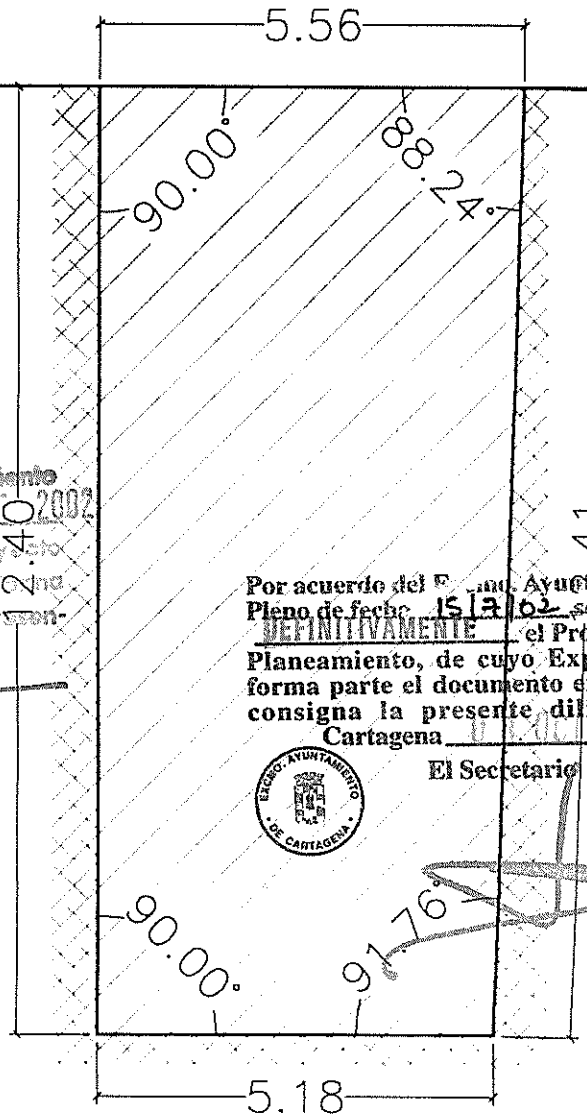 5.56
90.00°
88.24°
2002
12.40
Por acuerdo del
Pleno de fecha 15/7/02
DEFINITIVAMENTE el
Planeamiento, de cuyo
forma parte el documento
consigna la presente
Cartagena
El Secretario
EXCMO. AYUNTAMIENTO
DE CARTAGENA
90.00°
91.76°
5.18